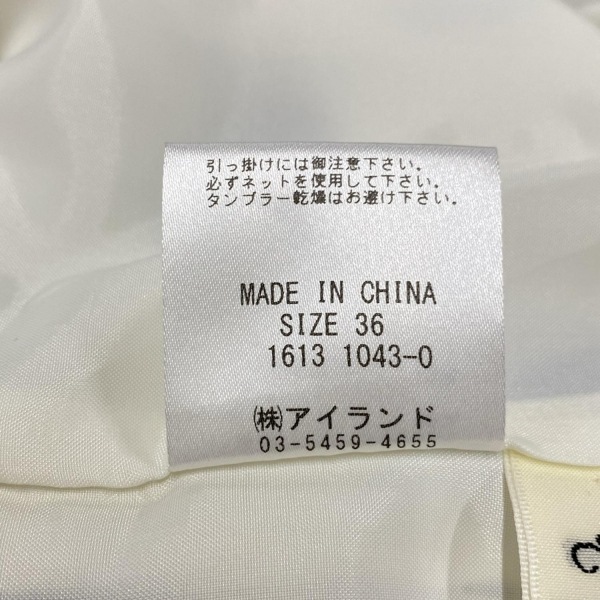 引っ掛けには御注意下さい。
必ずネットを使用して下さい。
タンブラー乾燥はお避け下さい。
MADE IN CHINA
SIZE 36
1613 1043-0
㈱アイランド
03-5459-4655